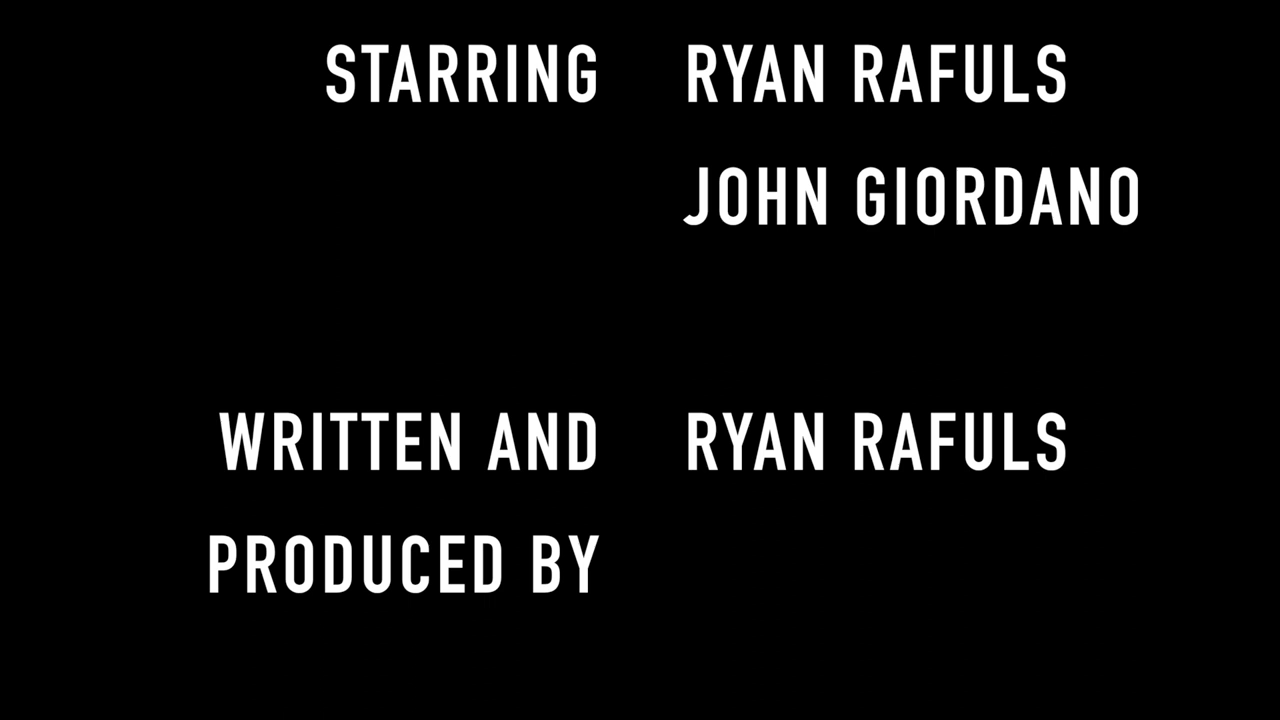 STARRING RYAN RAFULS
JOHN GIORDANO
WRITTEN AND RYAN RAFULS
PRODUCED BY